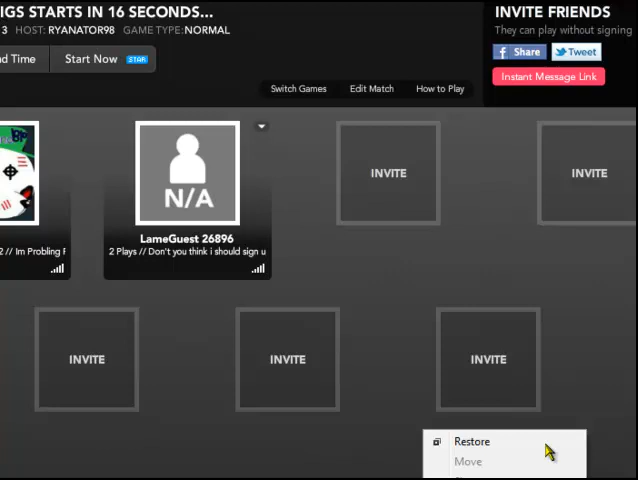 IGS STARTS IN 16 SECONDS...
3 HOST: RYANATOR98 GAME TYPE: NORMAL
d Time
Start Now STAR
Switch Games
Edit Match
How to Play
INVITE FRIENDS
They can play without signing
f Share
Tweet
Instant Message Link
N/A
INVITE
INVITE
LameGuest 26896
2 // Im Probling F
2 Plays // Don't you think i should sign u
INVITE
INVITE
INVITE
Restore
Move